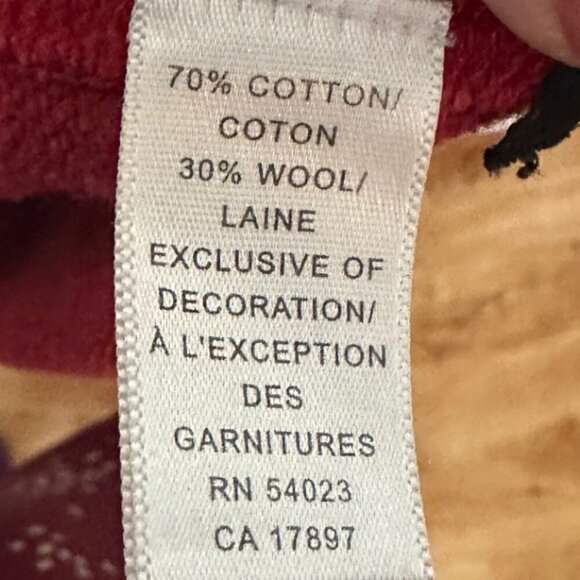 70% COTTON/
COTON
30% WOOL/
LAINE
EXCLUSIVE OF
DECORATION/
À L'EXCEPTION
DES
GARNITURES
RN 54023
CA 17897